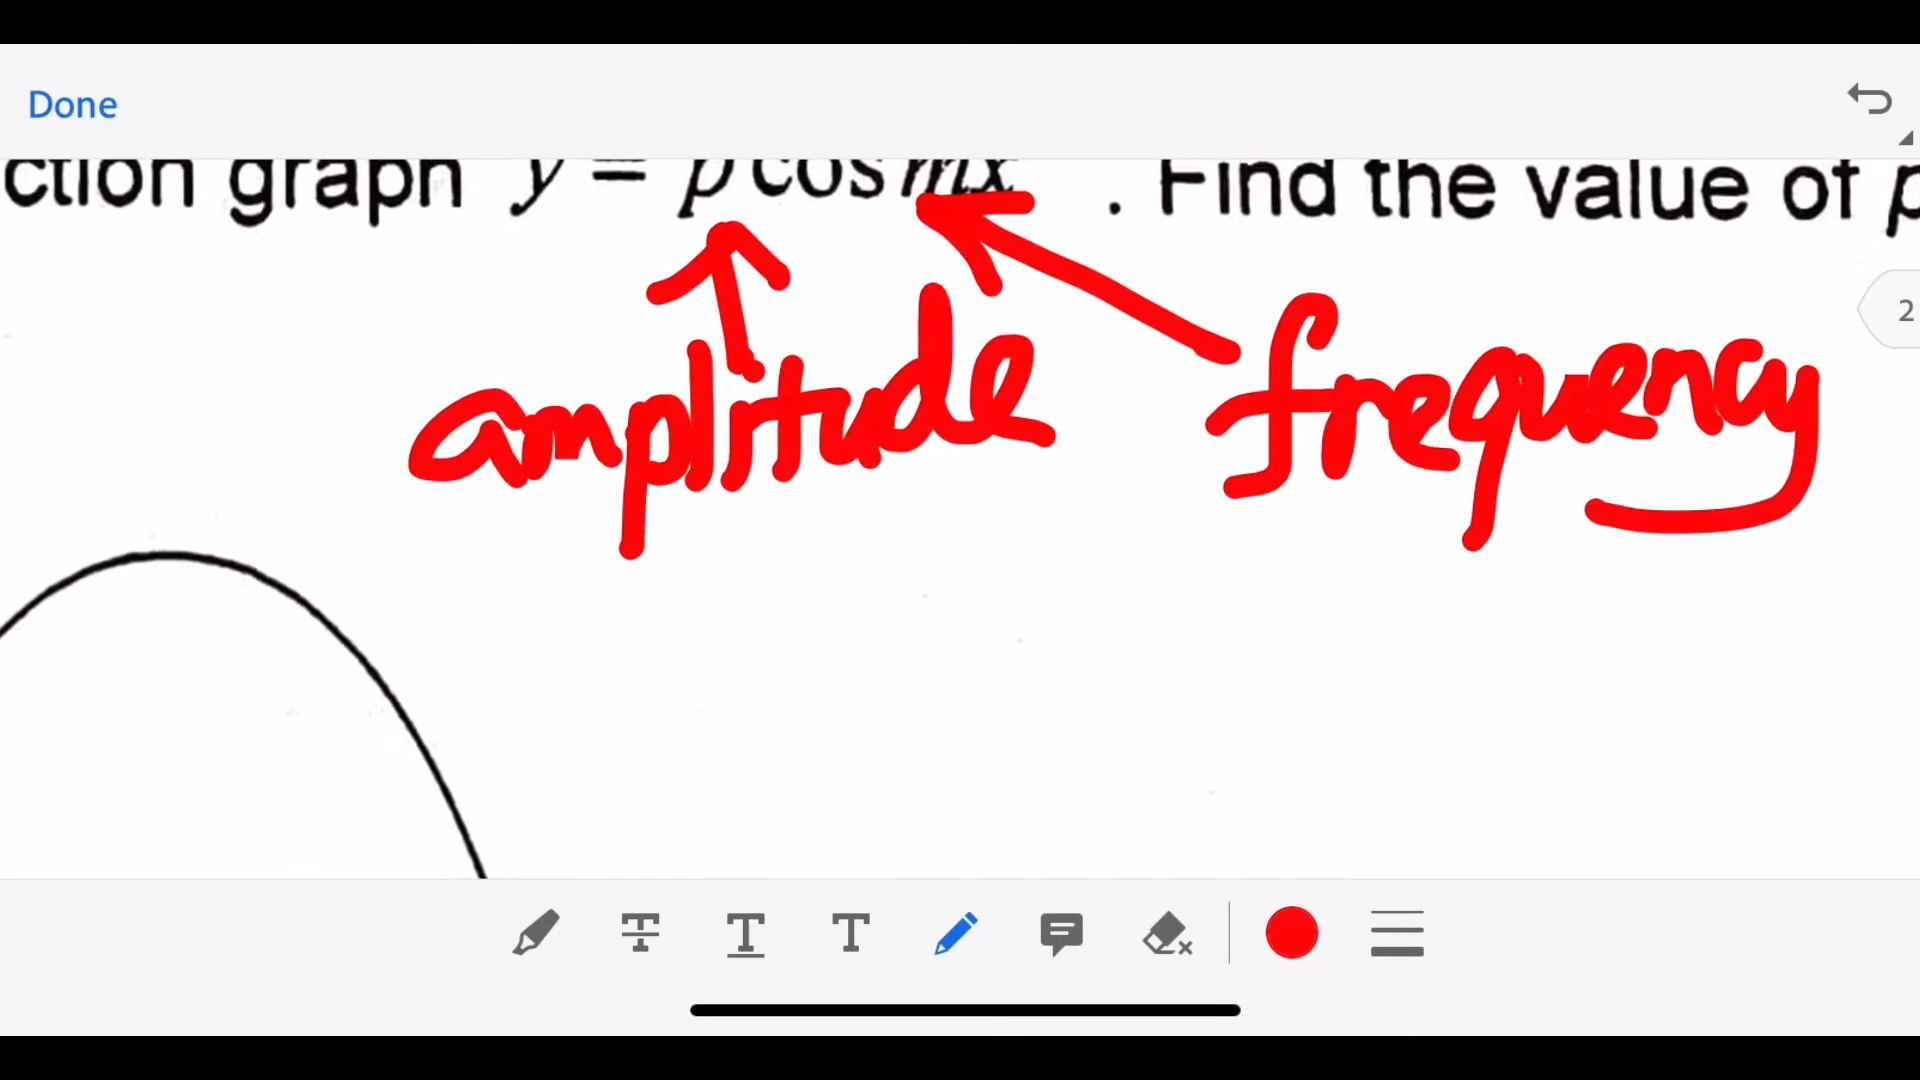 Done
ction graph y = p cos mx . Find the value of p
amplitude frequency
2